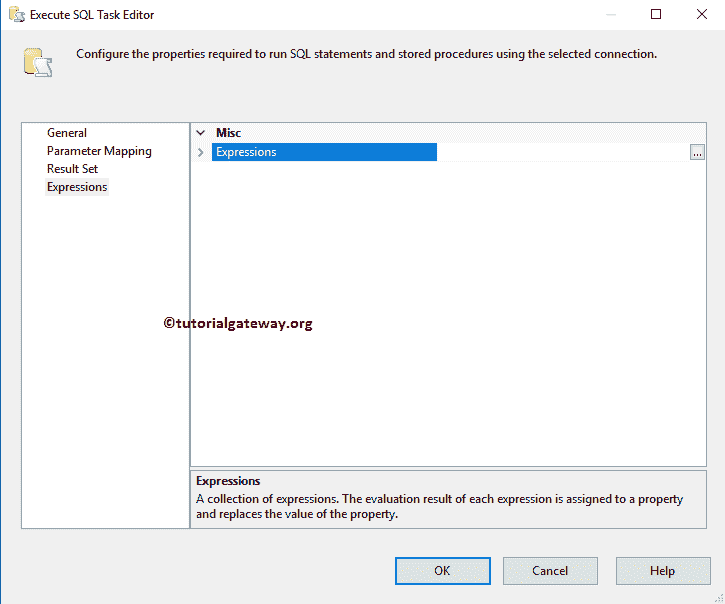 Execute SQL Task Editor
Configure the properties required to run SQL statements and stored procedures using the selected connection.
General
Parameter Mapping
Result Set
Expressions
Misc
Expressions
...
©tutorialgateway.org
Expressions
A collection of expressions. The evaluation result of each expression is assigned to a property
and replaces the value of the property.
OK
Cancel
Help